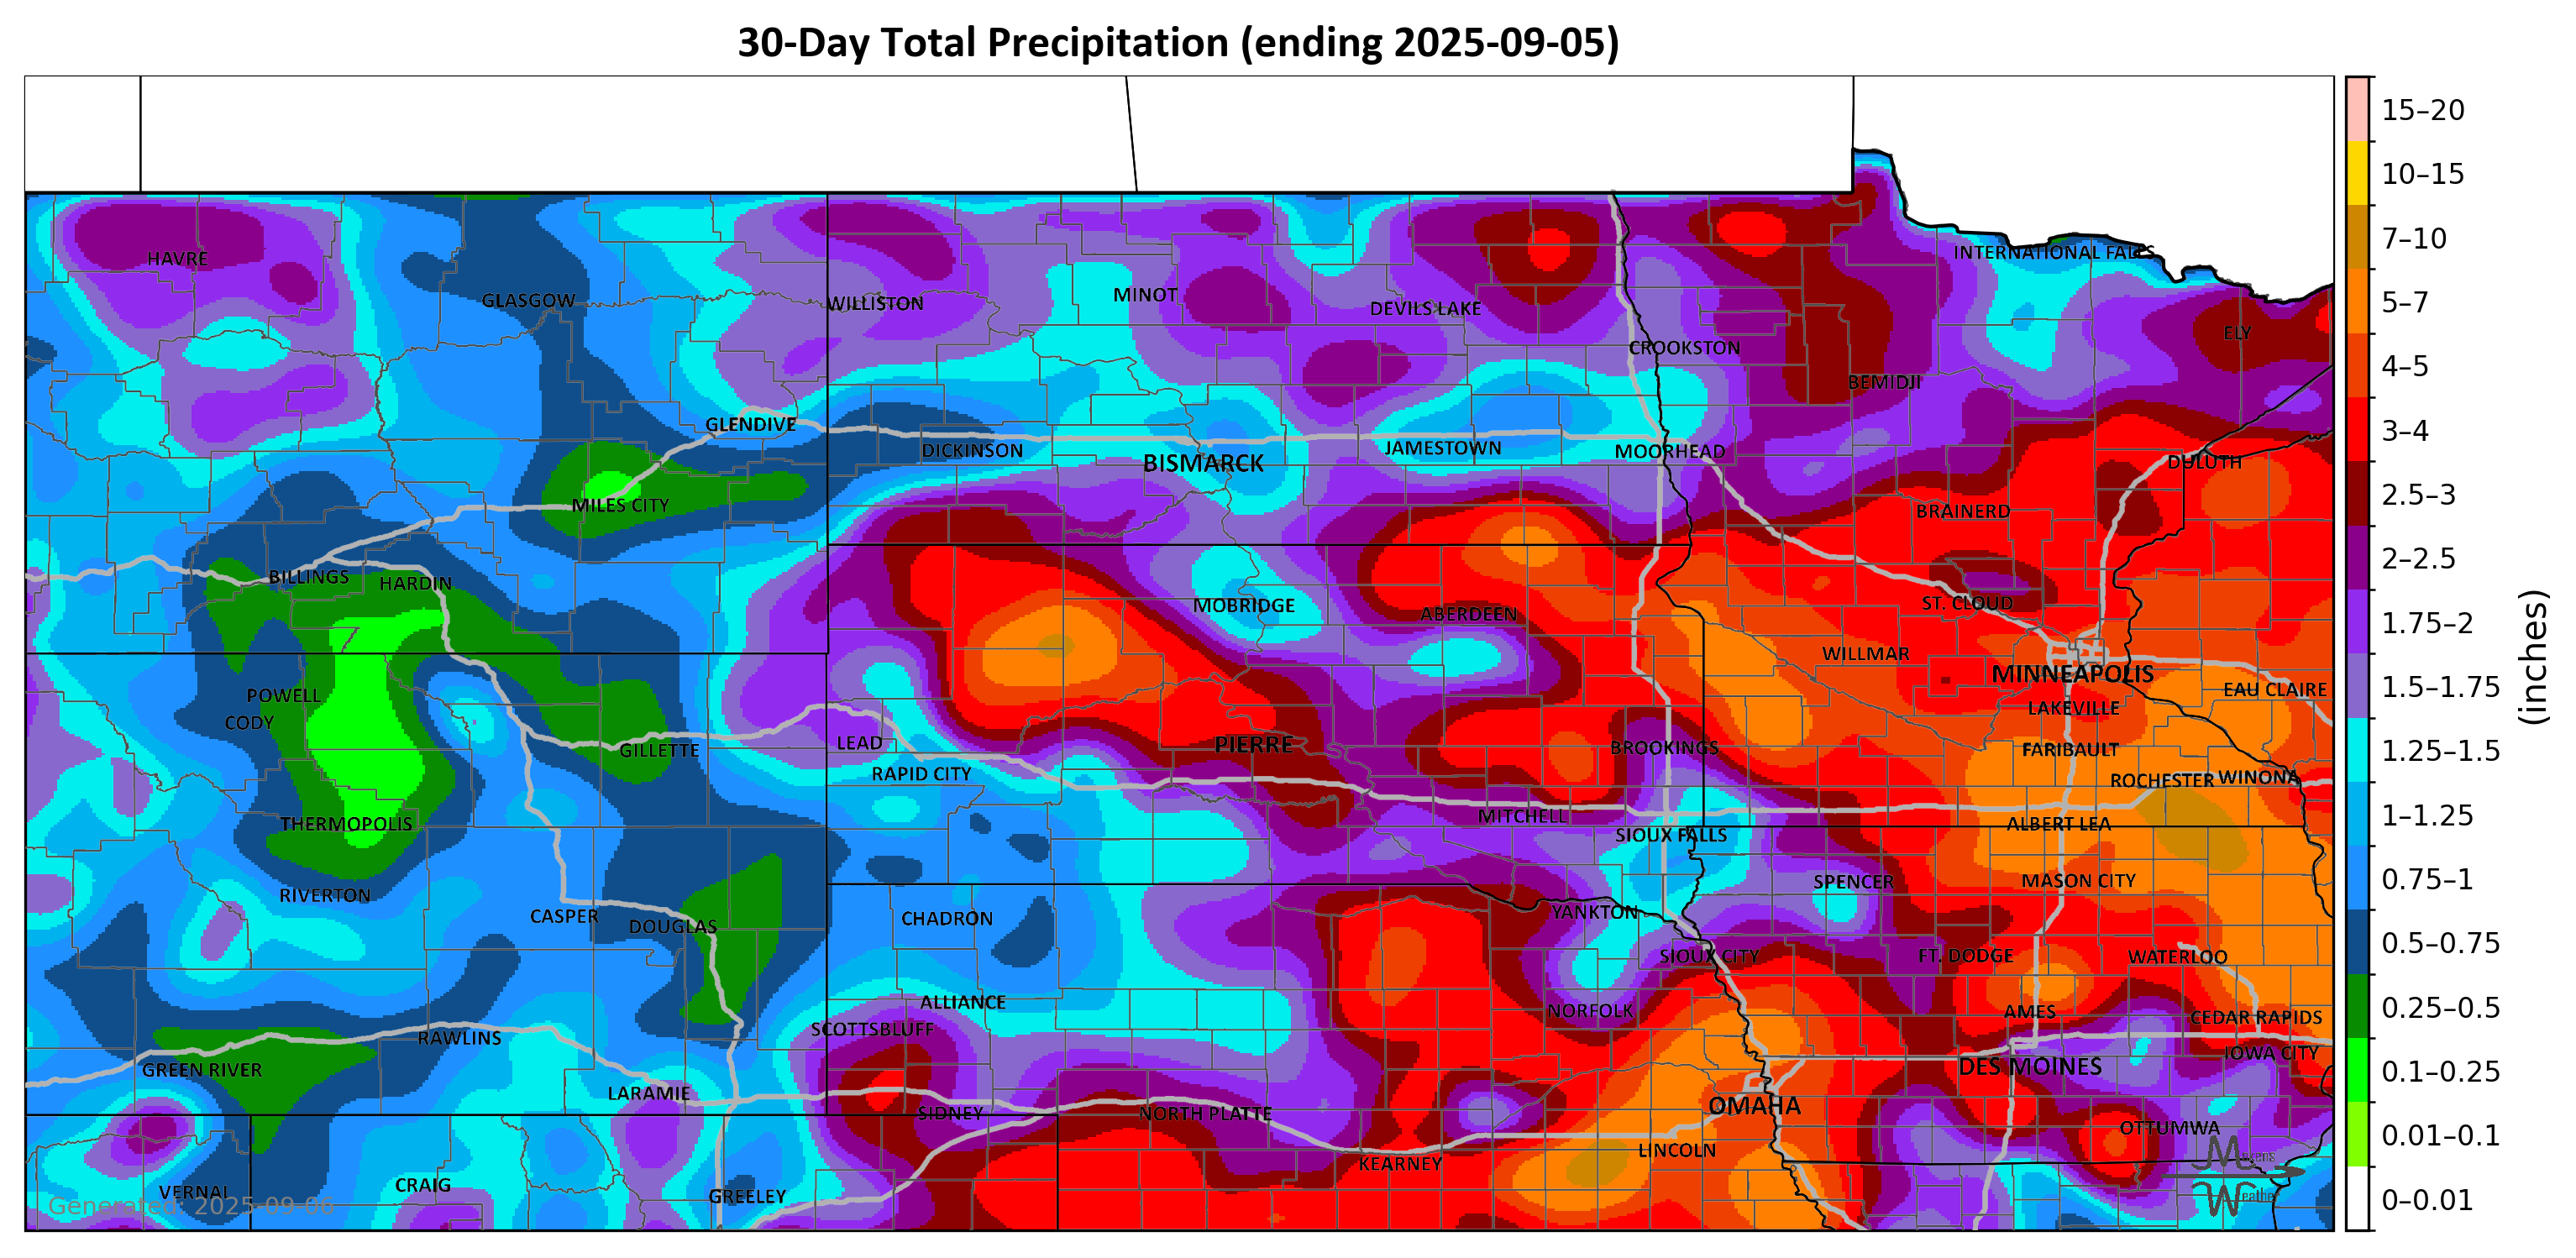 30-Day Total Precipitation (ending 2025-09-05)
15–20
10–15
7–10
5–7
4–5
3–4
2.5–3
2–2.5
1.75–2
1.5–1.75
1.25–1.5
1–1.25
0.75–1
0.5–0.75
0.25–0.5
0.1–0.25
0.01–0.1
0–0.01
(inches)
INTERNATIONAL FALLS
HAVRE
GLASGOW
WILLISTON
MINOT
DEVILS LAKE
ELY
CROOKSTON
BEMIDJI
GLENDIVE
DICKINSON
BISMARCK
JAMESTOWN
MOORHEAD
DULUTH
MILES CITY
BRAINERD
BILLINGS
HARDIN
MOBRIDGE
ABERDEEN
ST. CLOUD
WILLMAR
MINNEAPOLIS
POWELL
EAU CLAIRE
CODY
LAKEVILLE
GILLETTE
LEAD
PIERRE
BROOKINGS
FARIBAULT
RAPID CITY
ROCHESTER
WINONA
THERMOPOLIS
MITCHELL
SIOUX FALLS
ALBERT LEA
RIVERTON
SPENCER
MASON CITY
CASPER
DOUGLAS
CHADRON
YANKTON
SIOUX CITY
FT. DODGE
WATERLOO
ALLIANCE
NORFOLK
AMES
CEDAR RAPIDS
SCOTTSBLUFF
RAWLINS
IOWA CITY
GREEN RIVER
DES MOINES
LARAMIE
SIDNEY
NORTH PLATTE
OMAHA
OTTUMWA
LINCOLN
KEARNEY
VERNAL
CRAIG
GREELEY
Generated: 2025-09-06
Weather